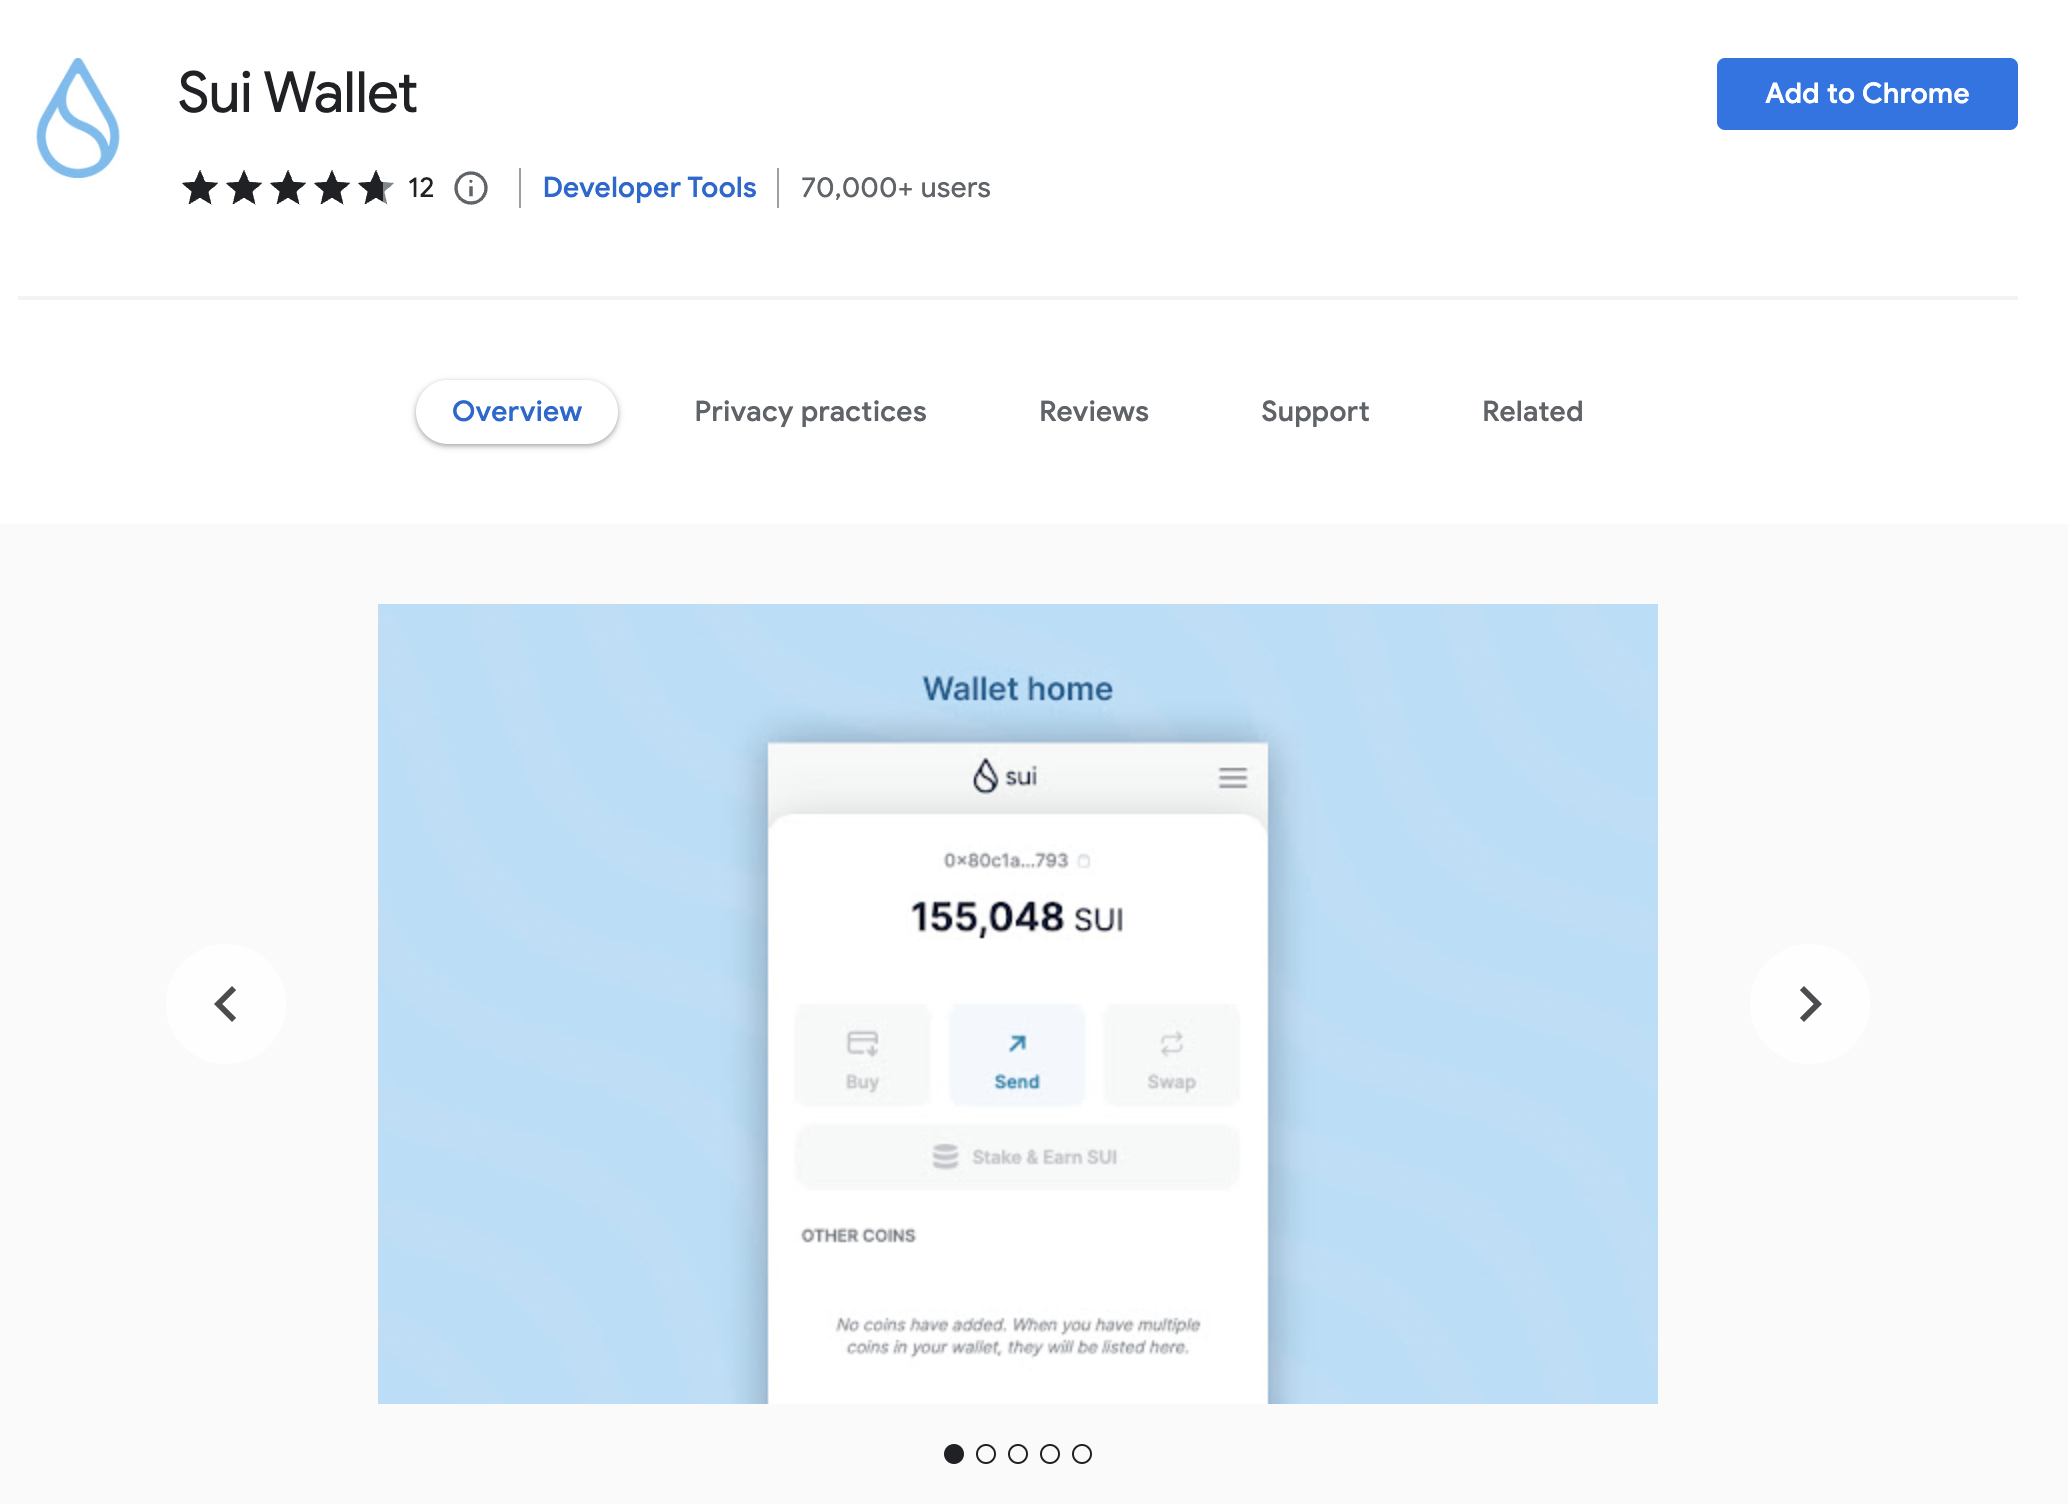 Sui Wallet
Add to Chrome
12
Developer Tools
70,000+ users
Overview
Privacy practices
Reviews
Support
Related
Wallet home
sui
0×80c1a...793
155,048 SUI
Buy
Send
Swap
Stake & Earn SUI
OTHER COINS
No coins have added. When you have multiple
coins in your wallet, they will be listed here.